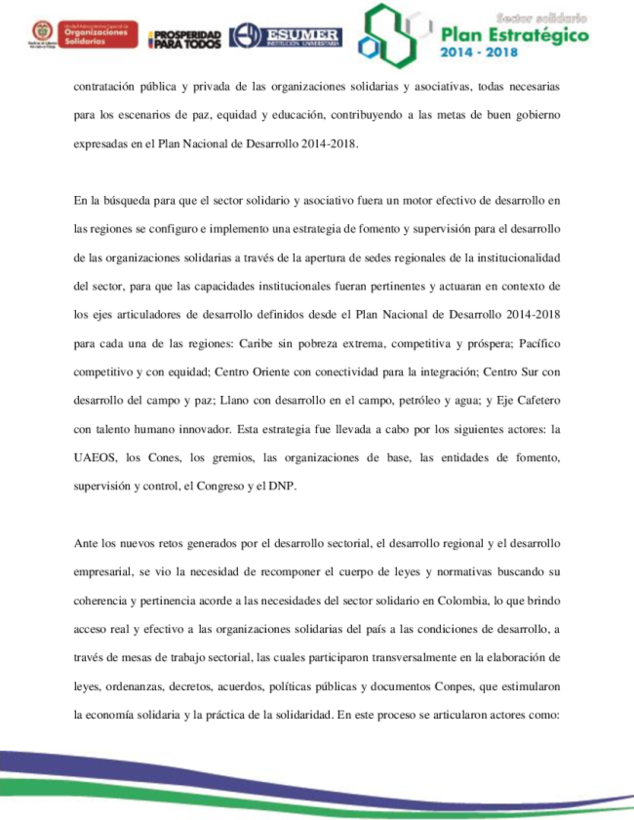 Unidad Administrativa Especial de
Organizaciones
Solidarias
PROSPERIDAD
PARA TODOS
ESUMER
INSTITUCIÓN UNIVERSITARIA
Sector solidario
Plan Estratégico
2014 - 2018
contratación pública y privada de las organizaciones solidarias y asociativas, todas necesarias
para los escenarios de paz, equidad y educación, contribuyendo a las metas de buen gobierno
expresadas en el Plan Nacional de Desarrollo 2014-2018.
En la búsqueda para que el sector solidario y asociativo fuera un motor efectivo de desarrollo en
las regiones se configuro e implemento una estrategia de fomento y supervisión para el desarrollo
de las organizaciones solidarias a través de la apertura de sedes regionales de la institucionalidad
del sector, para que las capacidades institucionales fueran pertinentes y actuaran en contexto de
los ejes articuladores de desarrollo definidos desde el Plan Nacional de Desarrollo 2014-2018
para cada una de las regiones: Caribe sin pobreza extrema, competitiva y próspera; Pacífico
competitivo y con equidad; Centro Oriente con conectividad para la integración; Centro Sur con
desarrollo del campo y paz; Llano con desarrollo en el campo, petróleo y agua; y Eje Cafetero
con talento humano innovador. Esta estrategia fue llevada a cabo por los siguientes actores: la
UAEOS, los Cones, los gremios, las organizaciones de base, las entidades de fomento,
supervisión y control, el Congreso y el DNP.
Ante los nuevos retos generados por el desarrollo sectorial, el desarrollo regional y el desarrollo
empresarial, se vio la necesidad de recomponer el cuerpo de leyes y normativas buscando su
coherencia y pertinencia acorde a las necesidades del sector solidario en Colombia, lo que brindo
acceso real y efectivo a las organizaciones solidarias del país a las condiciones de desarrollo, a
través de mesas de trabajo sectorial, las cuales participaron transversalmente en la elaboración de
leyes, ordenanzas, decretos, acuerdos, políticas públicas y documentos Conpes, que estimularon
la economía solidaria y la práctica de la solidaridad. En este proceso se articularon actores como: